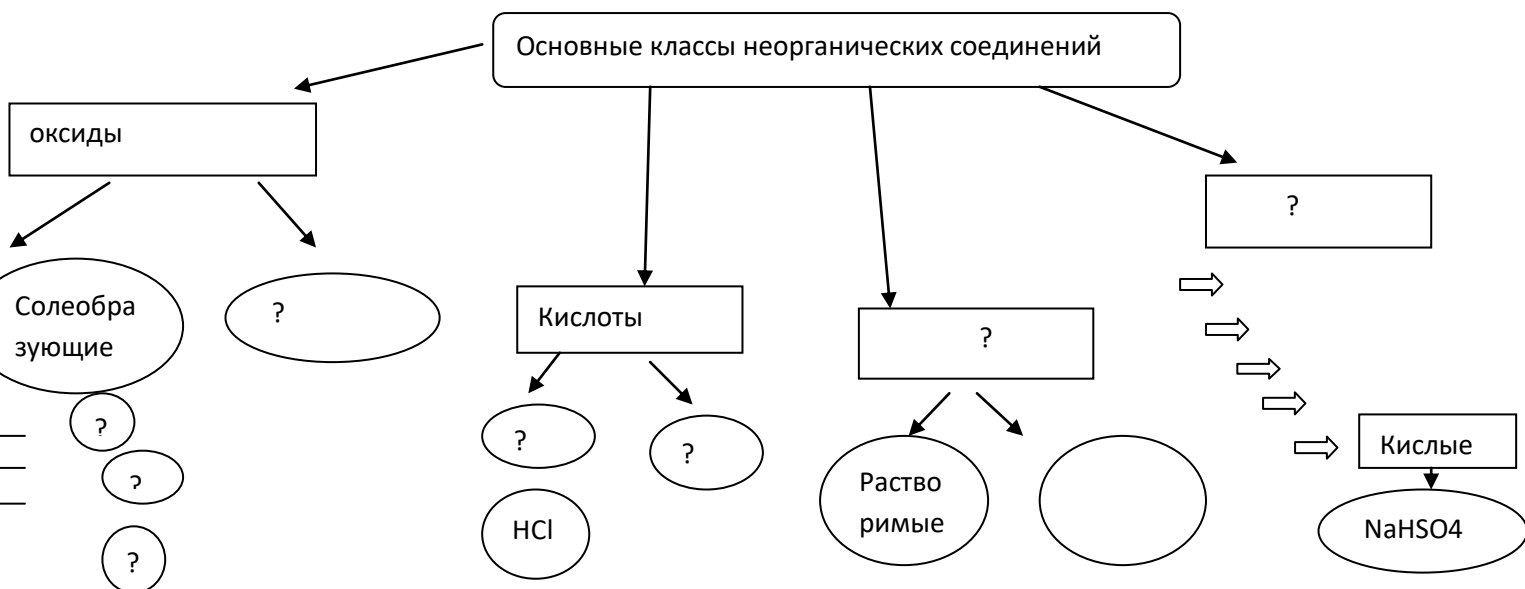 Основные классы неорганических соединений
оксиды
?
Солеобра
зующие
?
Кислоты
?
?
?
?
?
?
HCl
Раство
римые
Кислые
NaHSO4
?